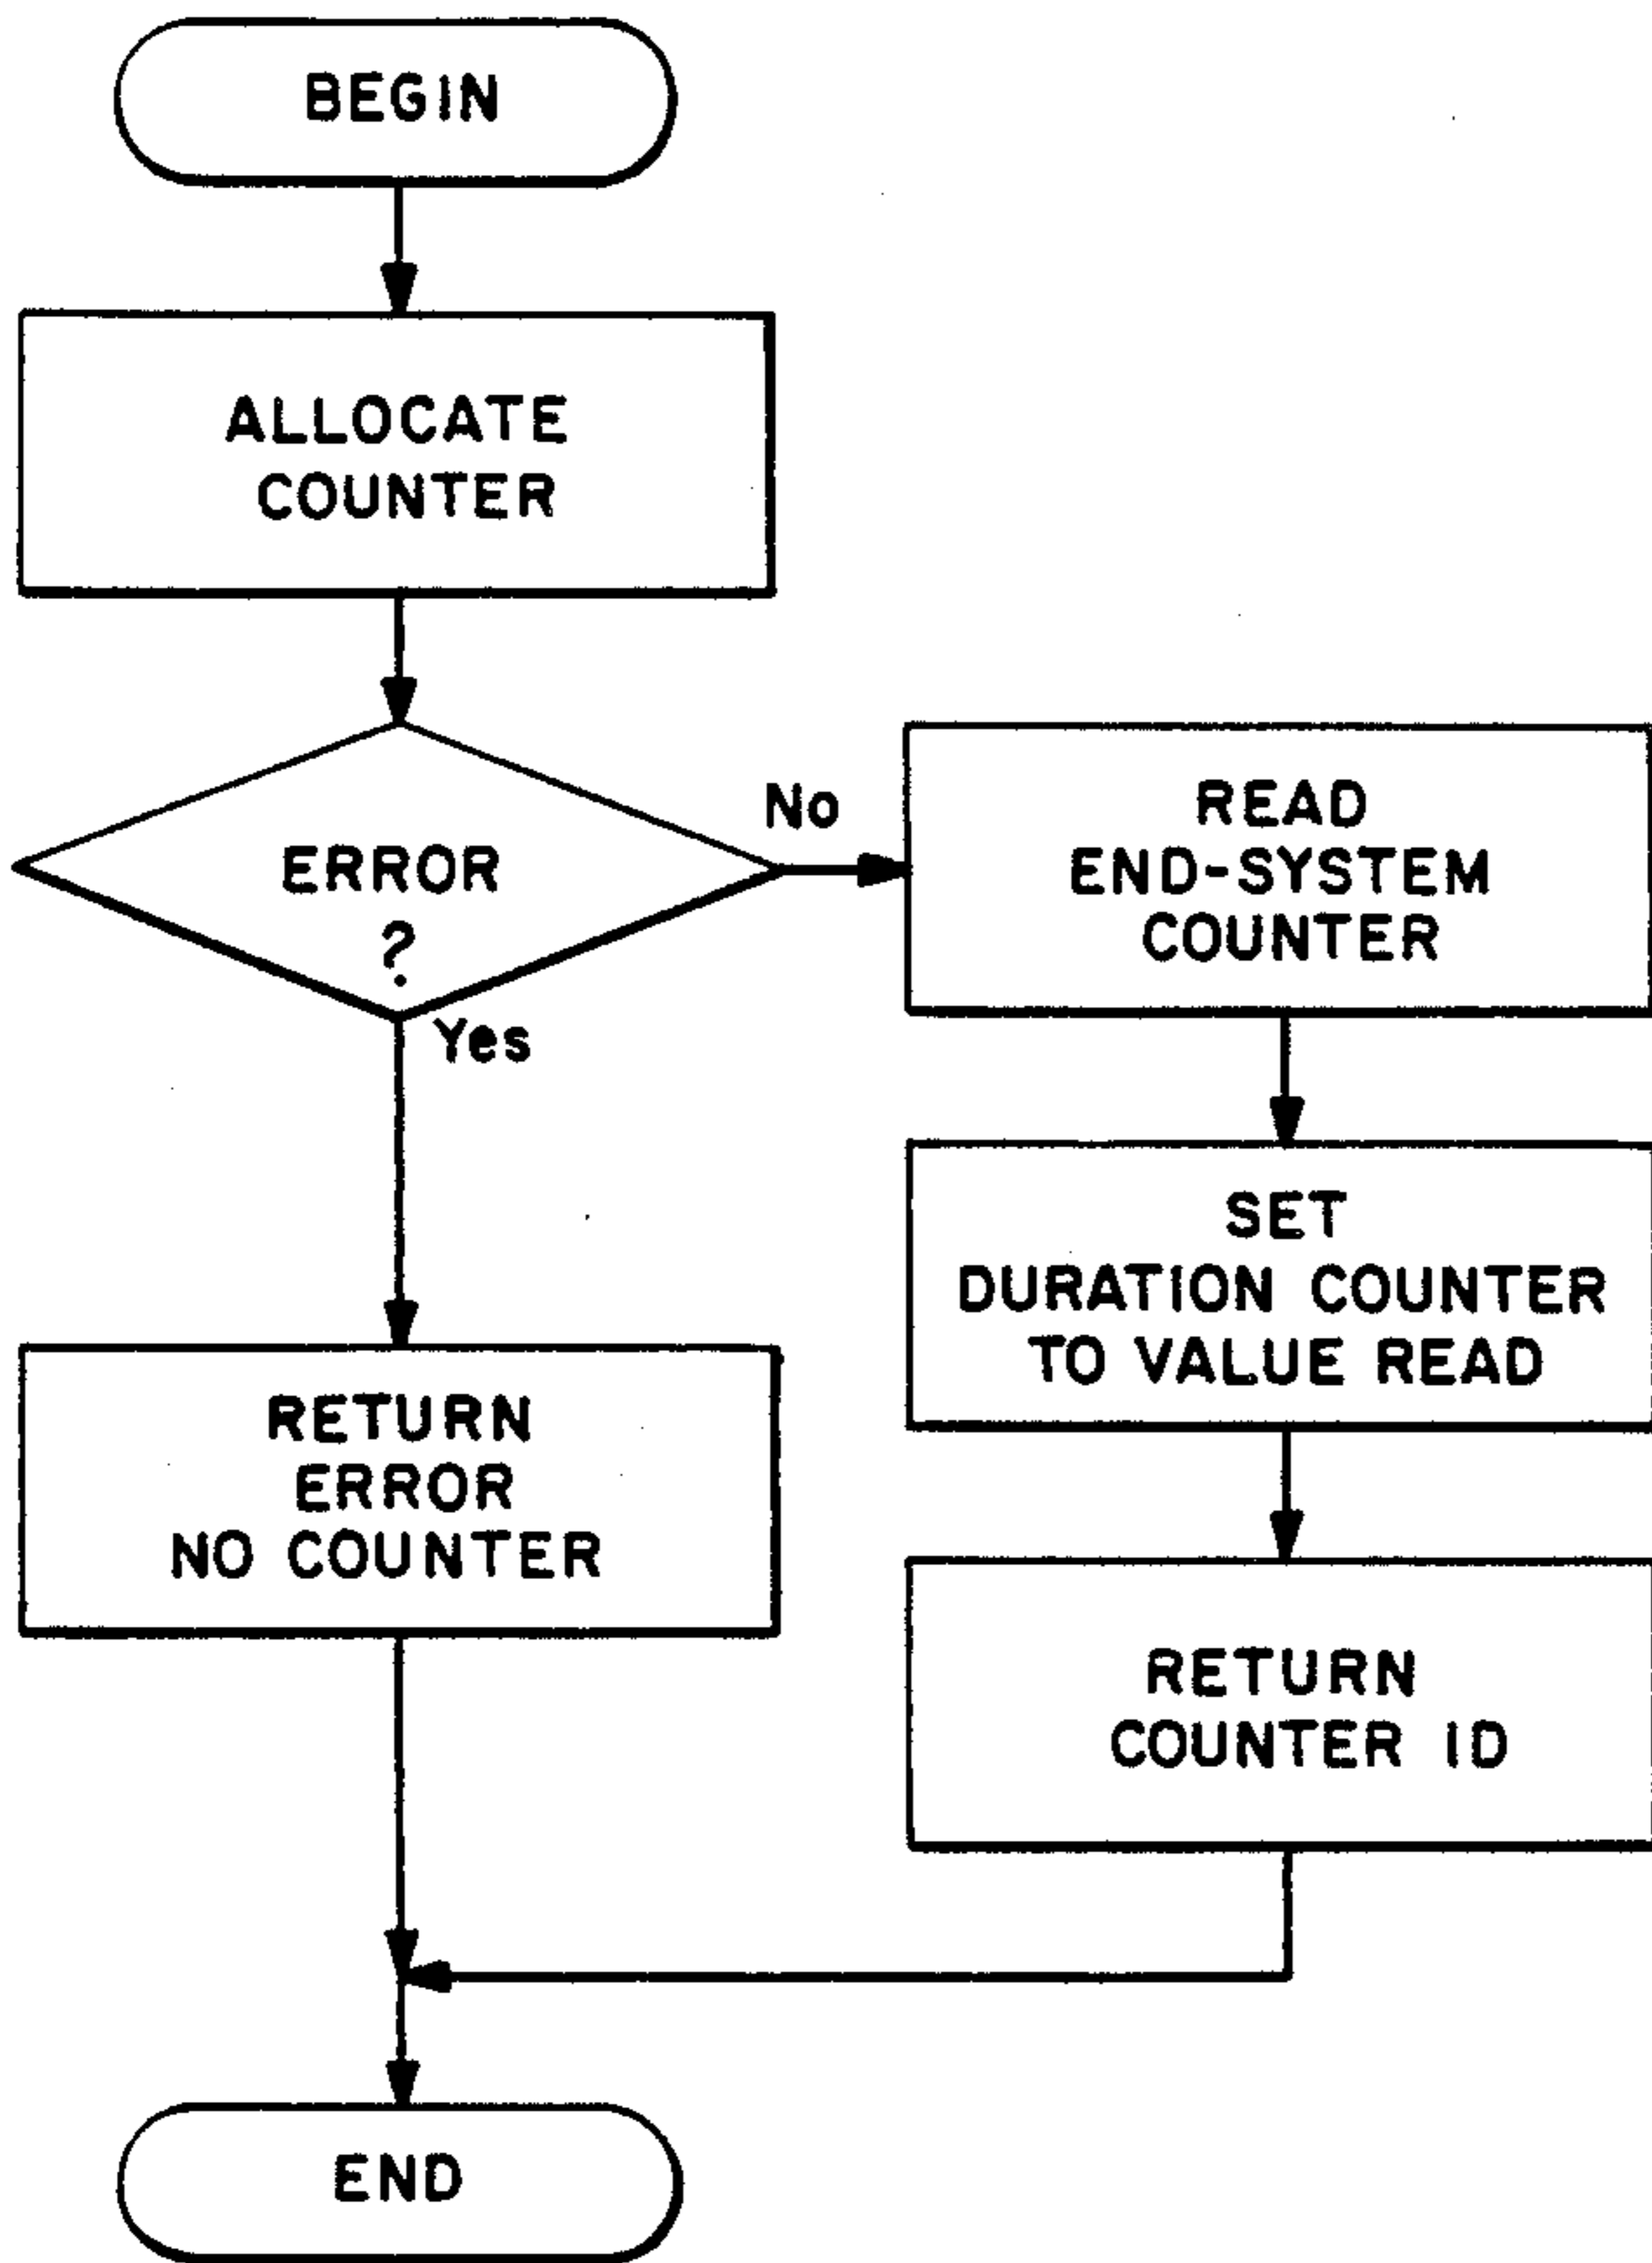 BEGIN
ALLOCATE
COUNTER
ERROR
?
No
Yes
READ
END-SYSTEM
COUNTER
SET
DURATION COUNTER
TO VALUE READ
RETURN
ERROR
NO COUNTER
RETURN
COUNTER ID
END